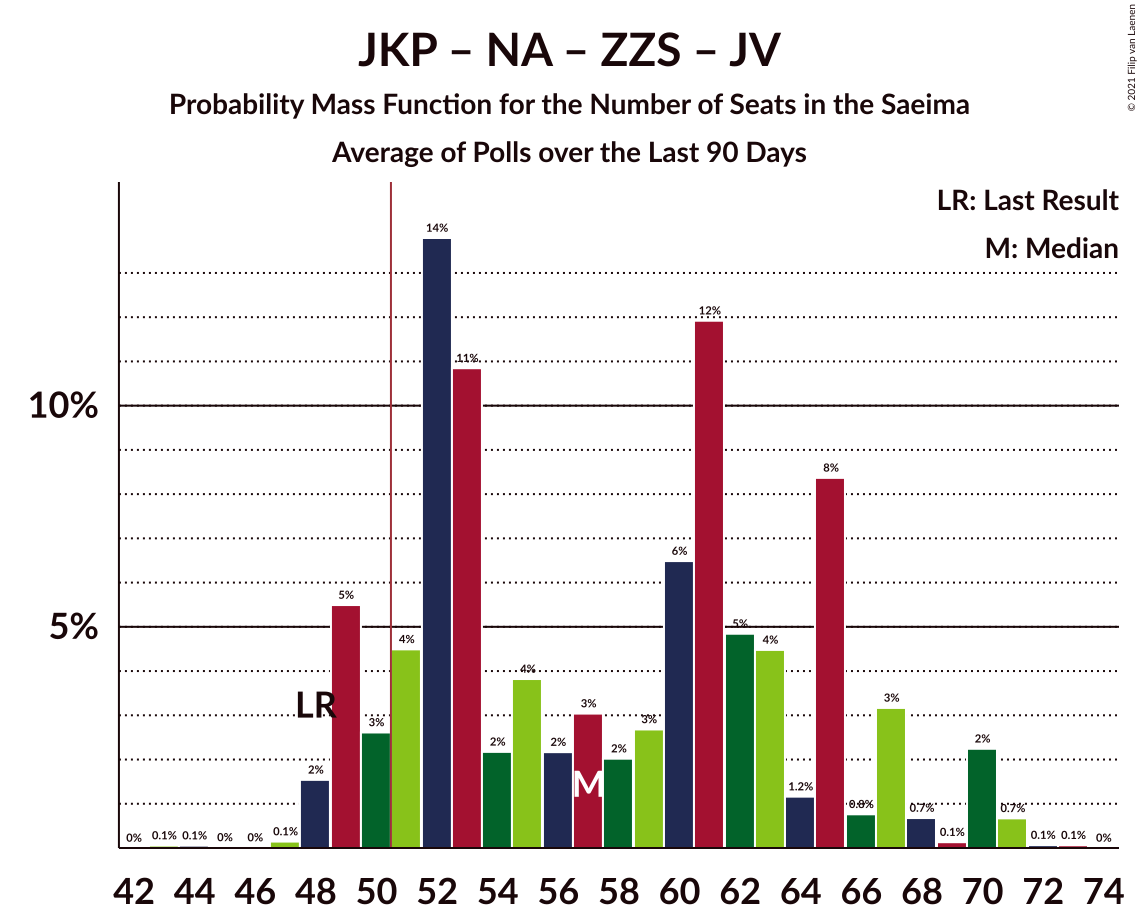 JKP – NA – ZZS – JV
Probability Mass Function for the Number of Seats in the Saeima
Average of Polls over the Last 90 Days
© 2021 Filip van Laenen
LR: Last Result
M: Median
10%
5%
LR
M
0% 0.1% 0.1% 0% 0% 0.1% 2% 5% 3% 4% 14% 11% 2% 4% 2% 3% 2% 3% 6% 12% 5% 4% 1.2% 8% 0.8% 3% 0.7% 0.1% 2% 0.7% 0.1% 0.1% 0%
42 44 46 48 50 52 54 56 58 60 62 64 66 68 70 72 74